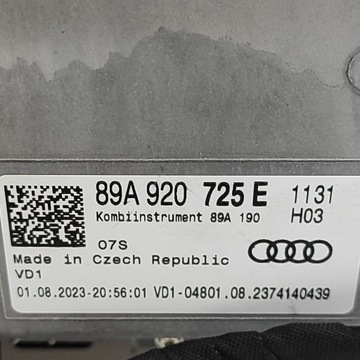 89A 920 725 E 1131
Kombiinstrument 89A 190 H03
07S
Made in Czech Republic
VD1
01.08.2023-20:56:01 VD1-04801.08.2374140439